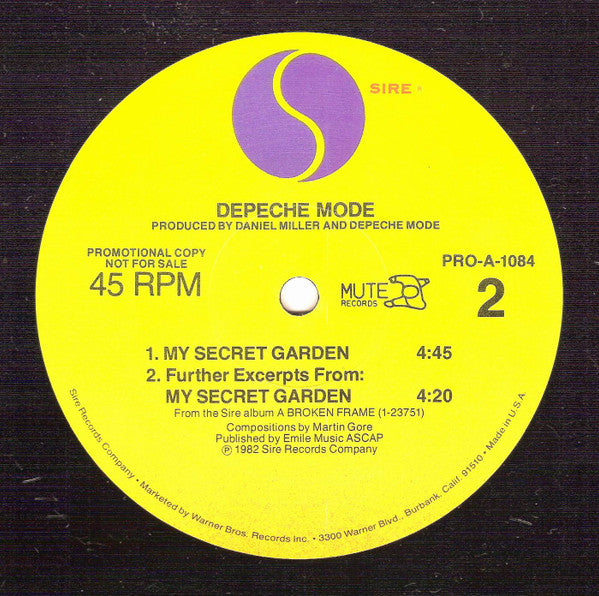 SIRE ®
DEPECHE MODE
PRODUCED BY DANIEL MILLER AND DEPECHE MODE
PROMOTIONAL COPY
NOT FOR SALE
45 RPM
MUTE
RECORDS
PRO-A-1084
2
1. MY SECRET GARDEN 4:45
2. Further Excerpts From:
MY SECRET GARDEN 4:20
From the Sire album A BROKEN FRAME (1-23751)
Compositions by Martin Gore
Published by Emile Music ASCAP
℗ 1982 Sire Records Company
Sire Records Company • Marketed by Warner Bros. Records Inc. • 3300 Warner Blvd., Burbank, Calif. 91510 • Made in U.S.A.